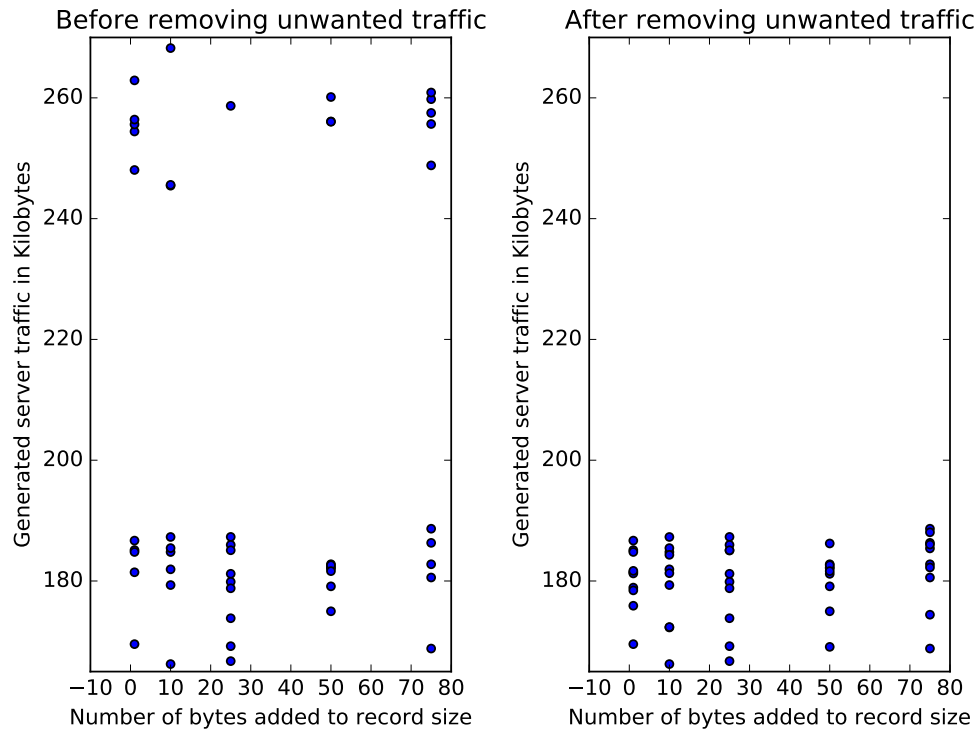 Before removing unwanted traffic
Generated server traffic in Kilobytes
260
240
220
200
180
−10 0 10 20 30 40 50 60 70 80
Number of bytes added to record size
After removing unwanted traffic
Generated server traffic in Kilobytes
260
240
220
200
180
−10 0 10 20 30 40 50 60 70 80
Number of bytes added to record size